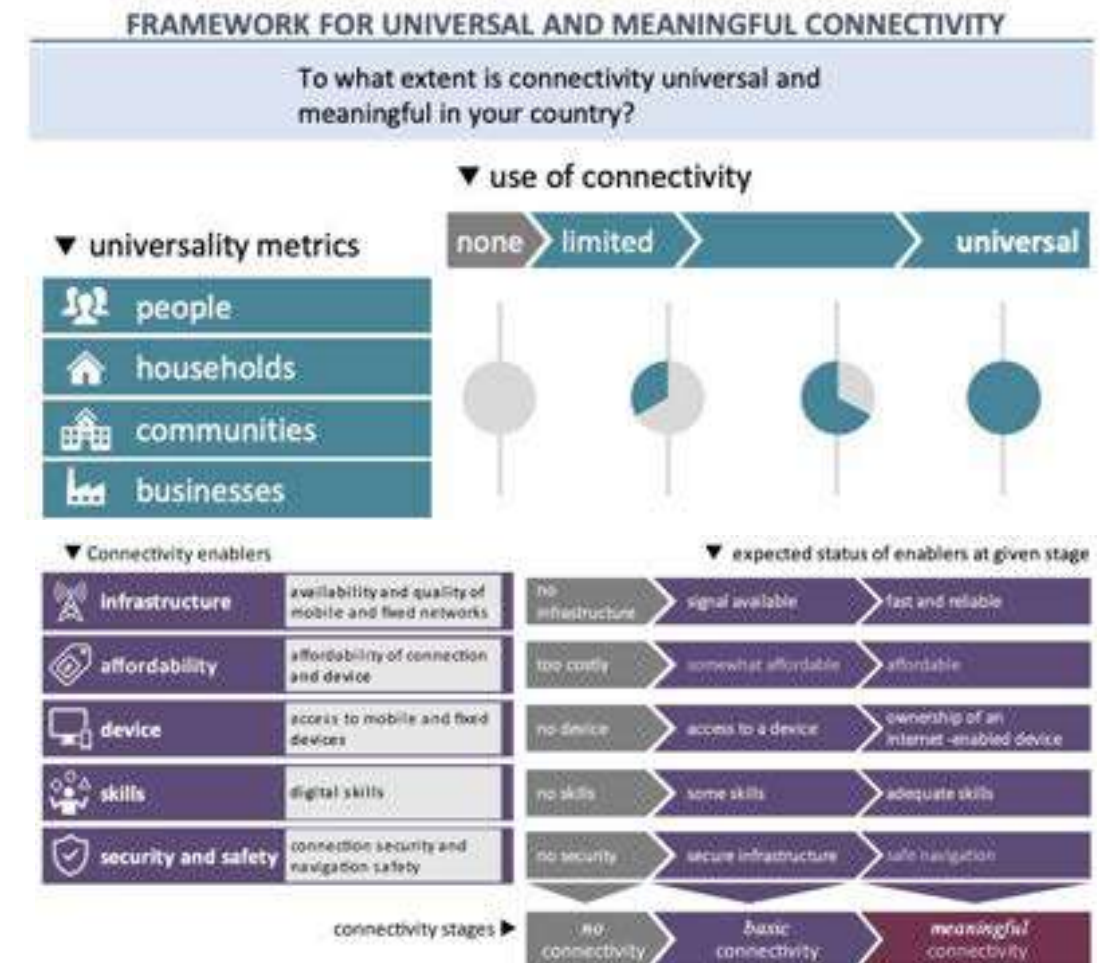 FRAMEWORK FOR UNIVERSAL AND MEANINGFUL CONNECTIVITY
To what extent is connectivity universal and
meaningful in your country?
▼ use of connectivity
none
limited
universal
▼ universality metrics
people
households
communities
businesses
▼ Connectivity enablers
▼ expected status of enablers at given stage
infrastructure
availability and quality of
mobile and fixed networks
no
infrastructure
signal available
fast and reliable
affordability
affordability of connection
and device
too costly
somewhat affordable
affordable
device
access to mobile and fixed
devices
no device
access to a device
ownership of an
internet -enabled device
skills
digital skills
no skills
some skills
adequate skills
security and safety
connection security and
navigation safety
no security
secure infrastructure
safe navigation
connectivity stages ▶
no
connectivity
basic
connectivity
meaningful
connectivity